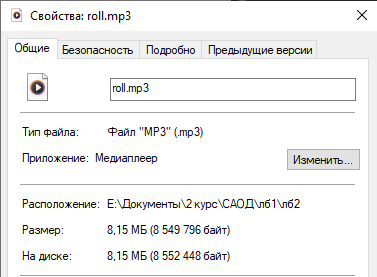 Свойства: roll.mp3
Общие Безопасность Подробно Предыдущие версии
roll.mp3
Тип файла: Файл "MP3" (.mp3)
Приложение: Медиаплеер Изменить...
Расположение: E:\Документы\2 курс\САОД\лб1\лб2
Размер: 8,15 МБ (8 549 796 байт)
На диске: 8,15 МБ (8 552 448 байт)